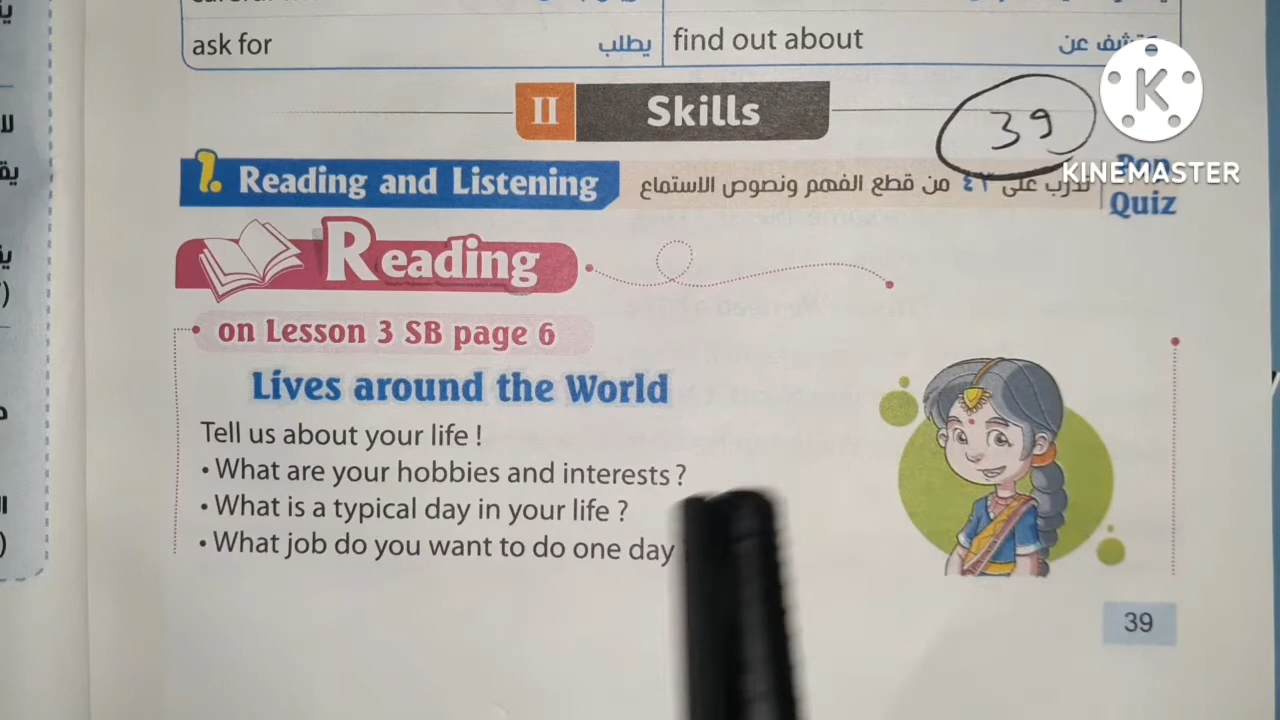 ask for يطلب find out about عن
II Skills
39
K
KINEMASTER
1. Reading and Listening من قطع الفهم ونصوص الاستماع Pop
Quiz
Reading
on Lesson 3 SB page 6
Lives around the World
Tell us about your life !
• What are your hobbies and interests ?
• What is a typical day in your life ?
• What job do you want to do one day
39